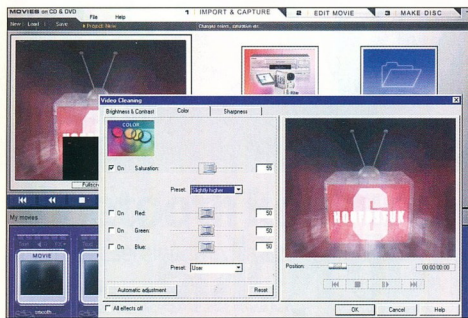 MOVIES on CD & DVD
File Help
1 IMPORT & CAPTURE
2 EDIT MOVIE
3 MAKE DISC
New Load Save
Video Cleaning
Brightness & Contrast Color Sharpness
COLOR
On Saturation: 55
Preset: Slightly higher
On Red: 50
On Green: 50
On Blue: 50
Preset: User
Automatic adjustment Reset
All effects off
HOOFDSTUK
6
Position: 00:00:00:00
OK Cancel Help
My movies
MOVIE
smooth...